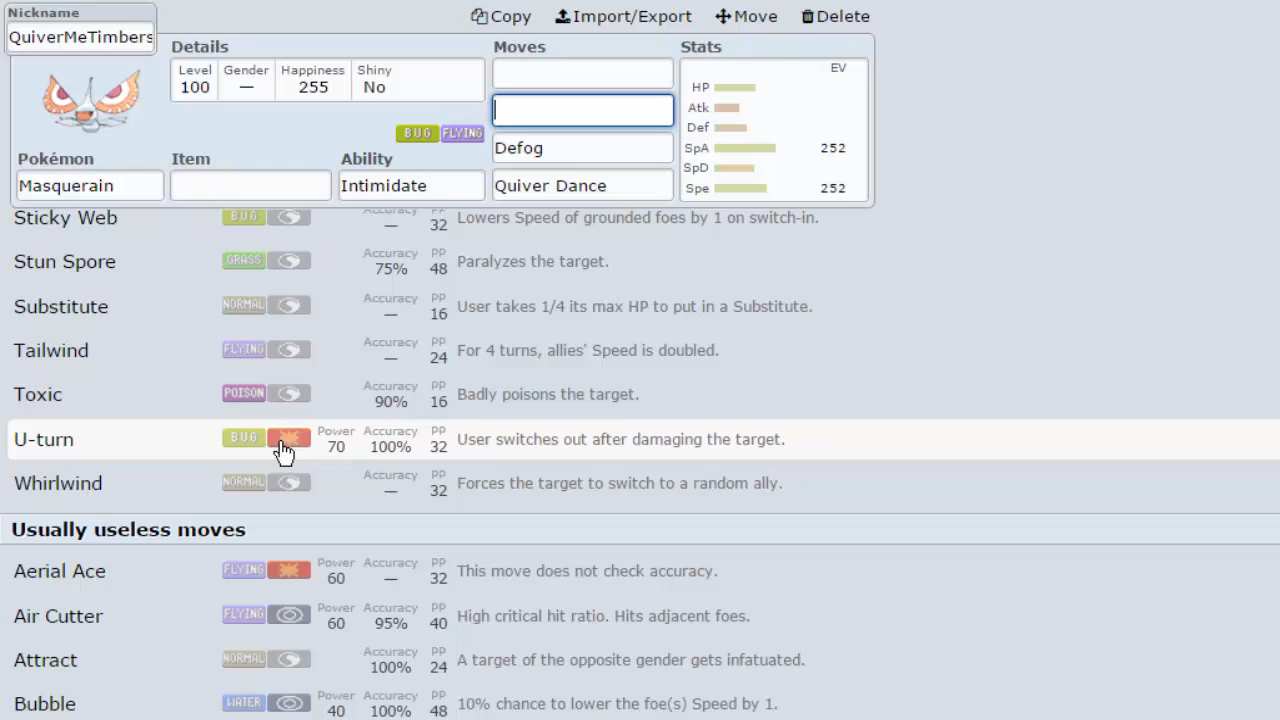 Nickname
QuiverMeTimbers
Copy Import/Export Move Delete
Details
Level Gender Happiness Shiny
100 — 255 No
BUG FLYING
Pokémon Item Ability
Masquerain Intimidate
Moves
Defog
Quiver Dance
Stats
EV
HP
Atk
Def
SpA 252
SpD
Spe 252
Sticky Web BUG Accuracy — PP 32 Lowers Speed of grounded foes by 1 on switch-in.
Stun Spore GRASS Accuracy 75% PP 48 Paralyzes the target.
Substitute NORMAL Accuracy — PP 16 User takes 1/4 its max HP to put in a Substitute.
Tailwind FLYING Accuracy — PP 24 For 4 turns, allies' Speed is doubled.
Toxic POISON Accuracy 90% PP 16 Badly poisons the target.
U-turn BUG Power 70 Accuracy 100% PP 32 User switches out after damaging the target.
Whirlwind NORMAL Accuracy — PP 32 Forces the target to switch to a random ally.
Usually useless moves
Aerial Ace FLYING Power 60 Accuracy — PP 32 This move does not check accuracy.
Air Cutter FLYING Power 60 Accuracy 95% PP 40 High critical hit ratio. Hits adjacent foes.
Attract NORMAL Accuracy 100% PP 24 A target of the opposite gender gets infatuated.
Bubble WATER Power 40 Accuracy 100% PP 48 10% chance to lower the foe(s) Speed by 1.